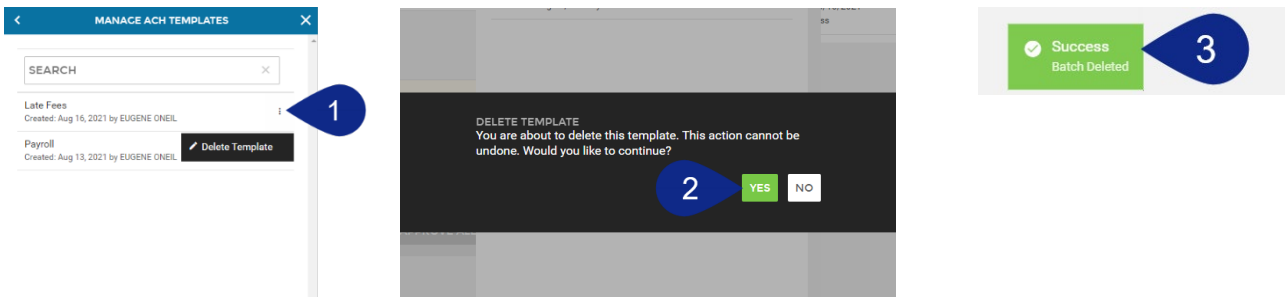 MANAGE ACH TEMPLATES
SEARCH
Late Fees
Created: Aug 16, 2021 by EUGENE ONEIL
1
Payroll
Created: Aug 13, 2021 by EUGENE ONEIL
Delete Template
ss
DELETE TEMPLATE
You are about to delete this template. This action cannot be
undone. Would you like to continue?
2
YES
NO
Success
Batch Deleted
3